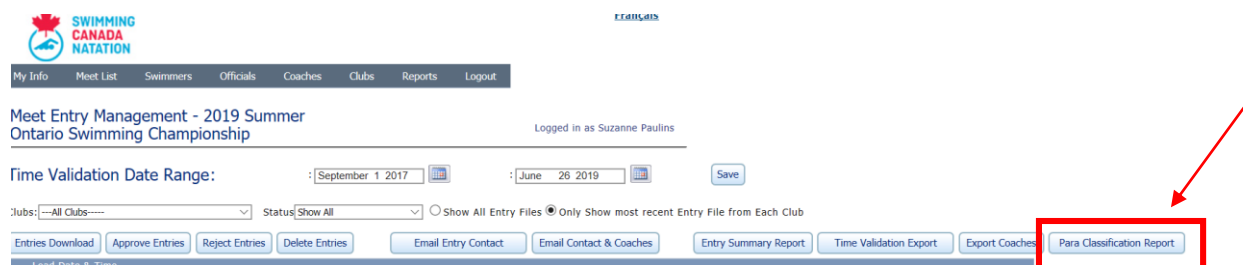 Français
SWIMMING
CANADA
NATATION
My Info Meet List Swimmers Officials Coaches Clubs Reports Logout
Meet Entry Management - 2019 Summer
Ontario Swimming Championship
Logged in as Suzanne Paulins
Time Validation Date Range: : September 1 2017 : June 26 2019 Save
Clubs: ---All Clubs----- Status Show All Show All Entry Files Only Show most recent Entry File from Each Club
Entries Download Approve Entries Reject Entries Delete Entries Email Entry Contact Email Contact & Coaches Entry Summary Report Time Validation Export Export Coaches Para Classification Report
Load Date & Time